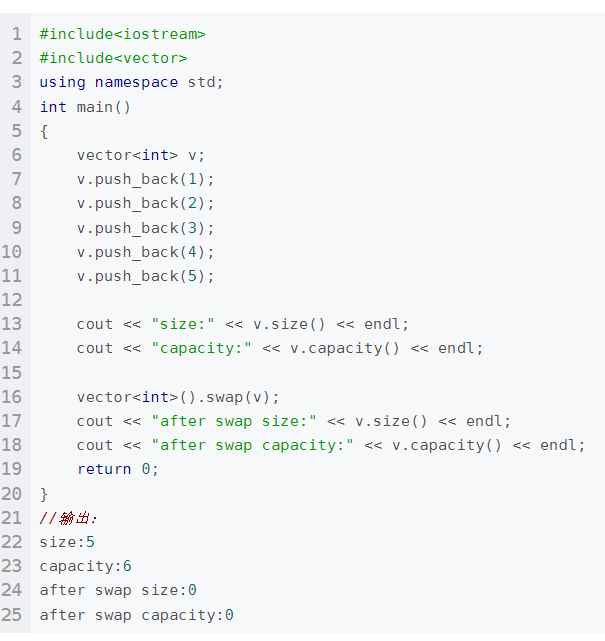 1 #include<iostream>
2 #include<vector>
3 using namespace std;
4 int main()
5 {
6     vector<int> v;
7     v.push_back(1);
8     v.push_back(2);
9     v.push_back(3);
10     v.push_back(4);
11     v.push_back(5);
12
13     cout << "size:" << v.size() << endl;
14     cout << "capacity:" << v.capacity() << endl;
15
16     vector<int>().swap(v);
17     cout << "after swap size:" << v.size() << endl;
18     cout << "after swap capacity:" << v.capacity() << endl;
19     return 0;
20 }
21 //输出:
22 size:5
23 capacity:6
24 after swap size:0
25 after swap capacity:0